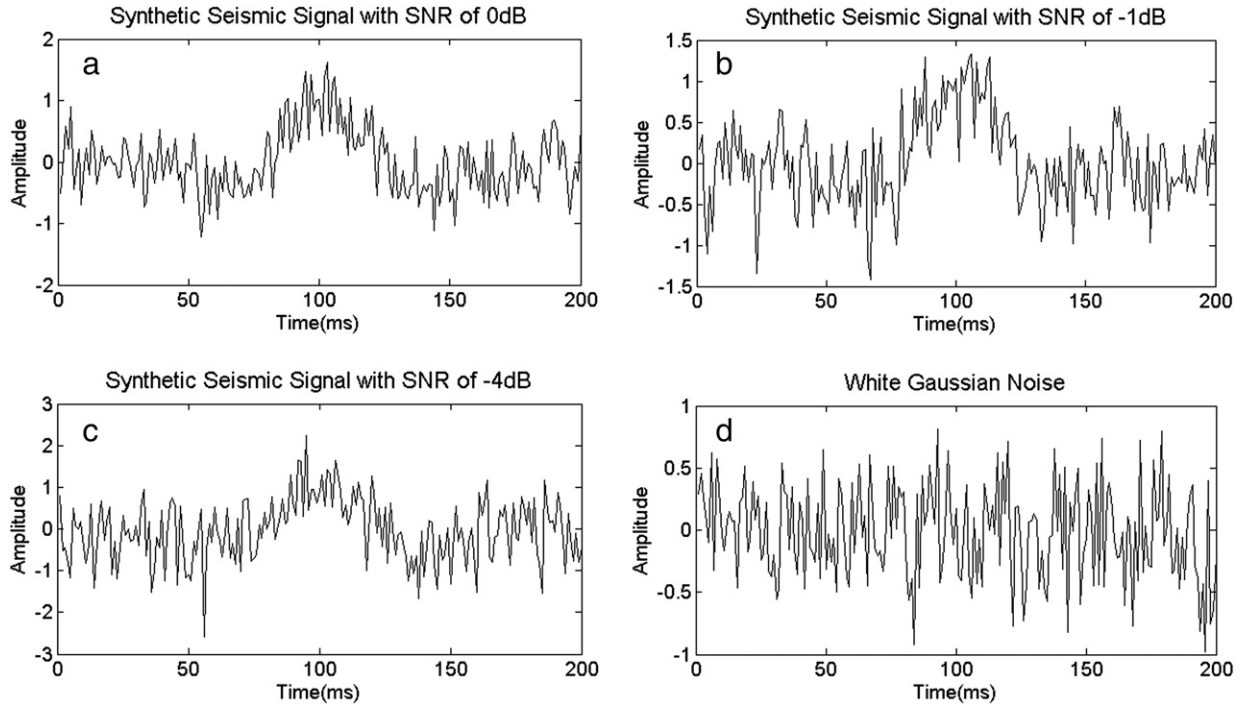 Synthetic Seismic Signal with SNR of 0dB
a
Amplitude
2
1
0
-1
-2
0 50 100 150 200
Time(ms)
Synthetic Seismic Signal with SNR of -1dB
b
Amplitude
1.5
1
0.5
0
-0.5
-1
-1.5
0 50 100 150 200
Time(ms)
Synthetic Seismic Signal with SNR of -4dB
c
Amplitude
3
2
1
0
-1
-2
-3
0 50 100 150 200
Time(ms)
White Gaussian Noise
d
Amplitude
1
0.5
0
-0.5
-1
0 50 100 150 200
Time(ms)